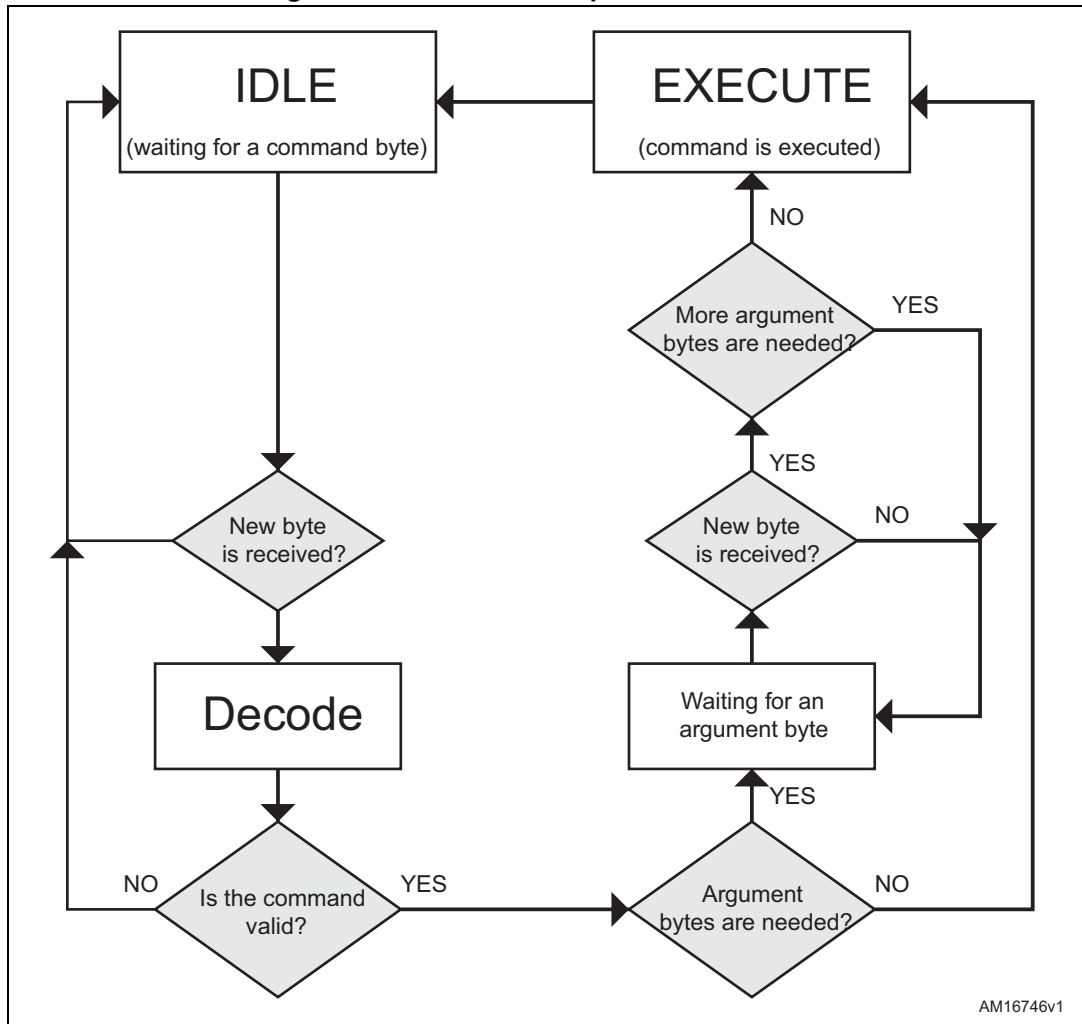 IDLE
(waiting for a command byte)
EXECUTE
(command is executed)
NO
More argument
bytes are needed?
YES
New byte
is received?
YES
New byte
is received?
NO
Decode
Waiting for an
argument byte
YES
NO
Is the command
valid?
YES
Argument
bytes are needed?
NO
AM16746v1